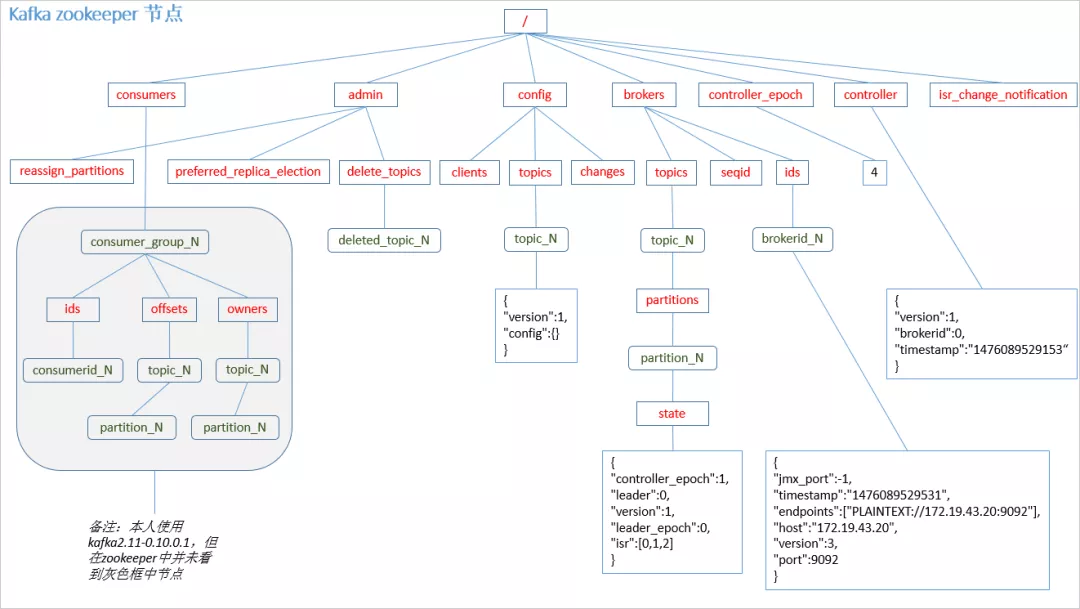 Kafka zookeeper 节点
/
consumers
admin
config
brokers
controller_epoch
controller
isr_change_notification
reassign_partitions
preferred_replica_election
delete_topics
clients
topics
changes
topics
seqid
ids
4
consumer_group_N
deleted_topic_N
topic_N
topic_N
brokerid_N
ids
offsets
owners
consumerid_N
topic_N
topic_N
partition_N
partition_N
{
"version":1,
"config":{}
}
partitions
partition_N
state
{
"version":1,
"brokerid":0,
"timestamp":"1476089529153“
}
{
"controller_epoch":1,
"leader":0,
"version":1,
"leader_epoch":0,
"isr":[0,1,2]
}
{
"jmx_port":-1,
"timestamp":"1476089529531",
"endpoints":["PLAINTEXT://172.19.43.20:9092"],
"host":"172.19.43.20",
"version":3,
"port":9092
}
备注：本人使用
kafka2.11-0.10.0.1，但
在zookeeper中并未看
到灰色框中节点